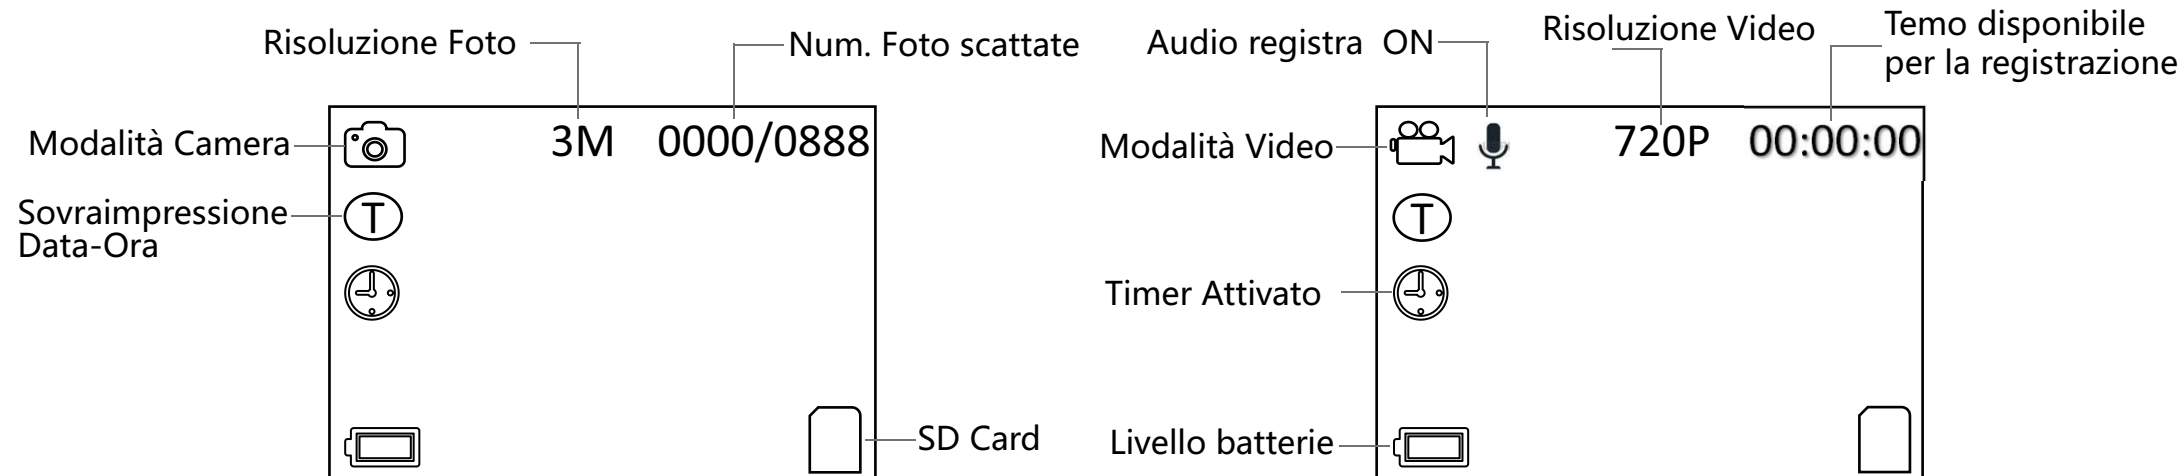 Risoluzione Foto
Num. Foto scattate
Modalità Camera
3M 0000/0888
Sovraimpressione
Data-Ora
T
SD Card
Audio registra ON
Risoluzione Video
Temo disponibile
per la registrazione
Modalità Video
720P 00:00:00
T
Timer Attivato
Livello batterie